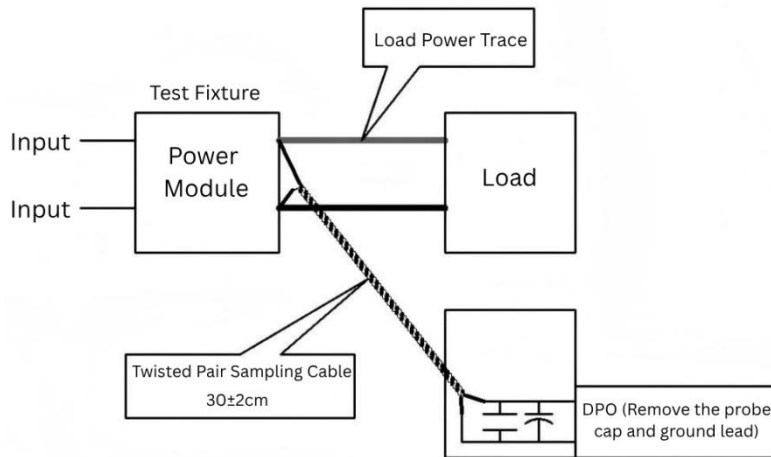 Load Power Trace
Test Fixture
Input
Power
Module
Load
Input
Twisted Pair Sampling Cable
30±2cm
DPO (Remove the probe
cap and ground lead)